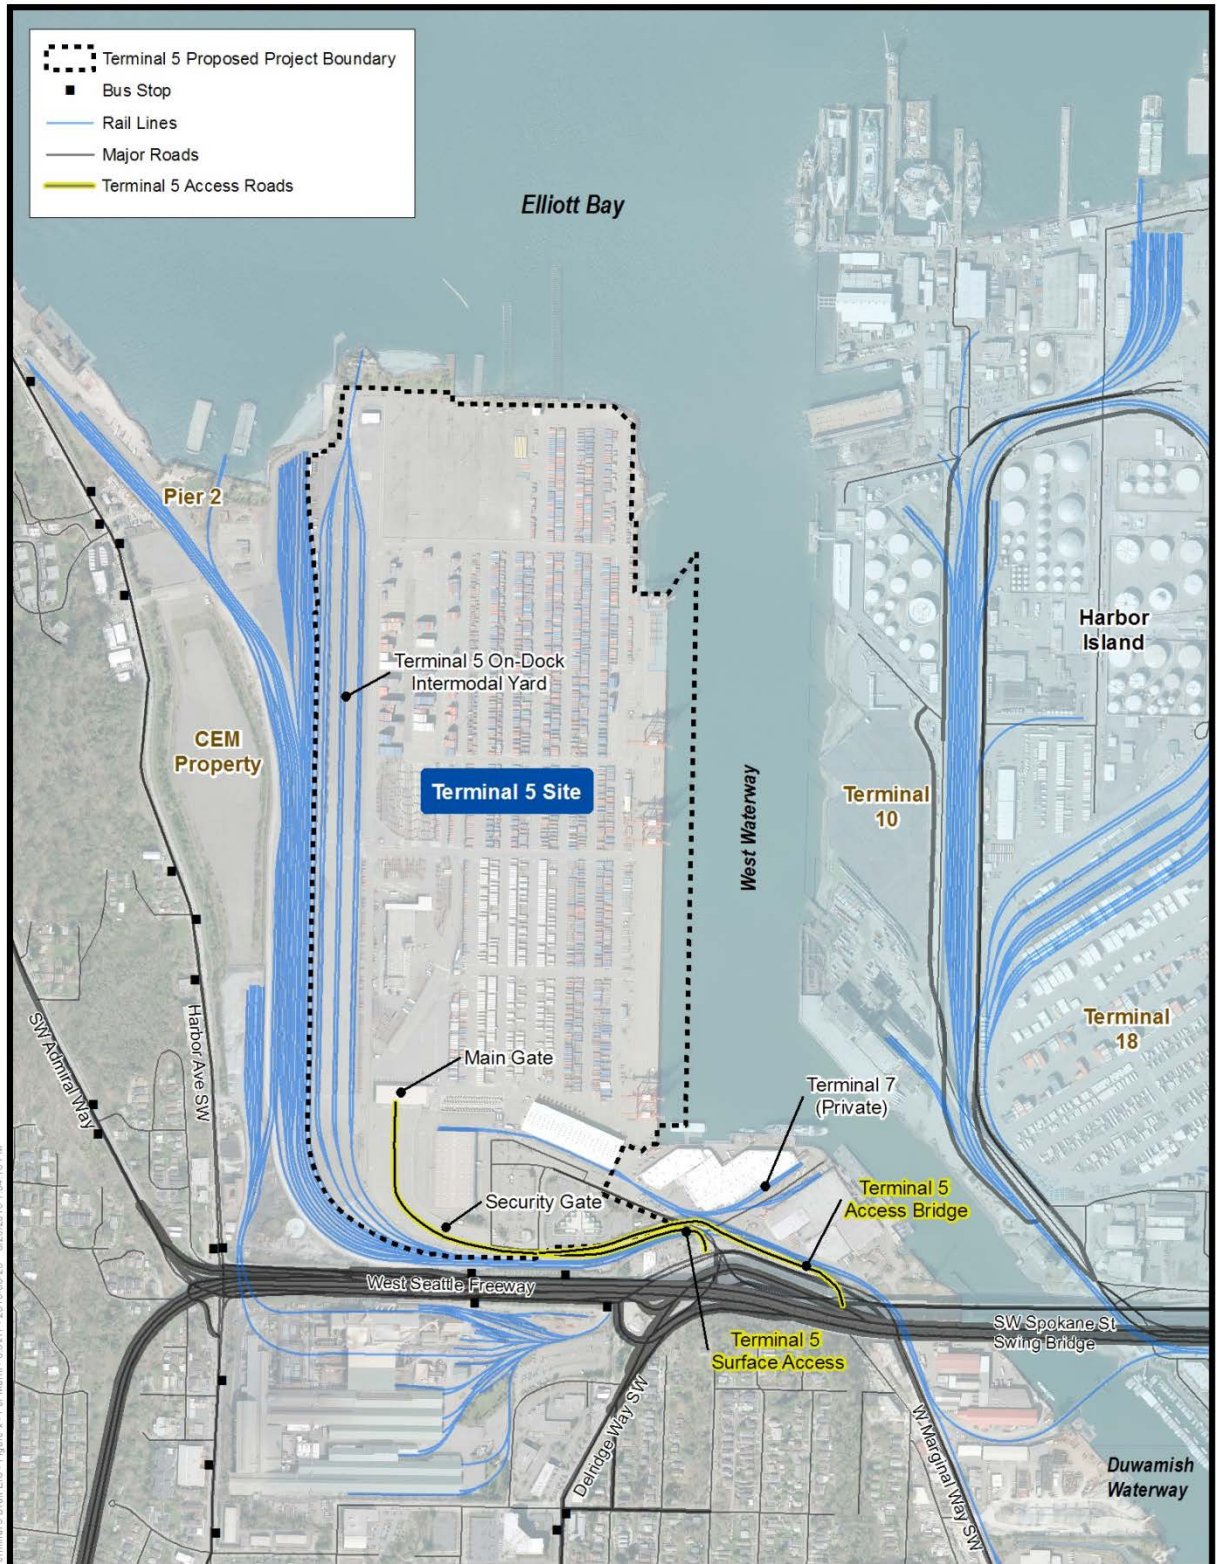 Terminal 5 Proposed Project Boundary
Bus Stop
Rail Lines
Major Roads
Terminal 5 Access Roads
Elliott Bay
Pier 2
Harbor
Island
Terminal 5 On-Dock
Intermodal Yard
CEM
Property
Terminal 5 Site
Terminal
10
West Waterway
SW Admiral Way
Harbor Ave SW
Terminal
18
Main Gate
Terminal 7
(Private)
Security Gate
Terminal 5
Access Bridge
West Seattle Freeway
SW Spokane St
Swing Bridge
Terminal 5
Surface Access
Delridge Way SW
W Marginal Way SW
Duwamish
Waterway